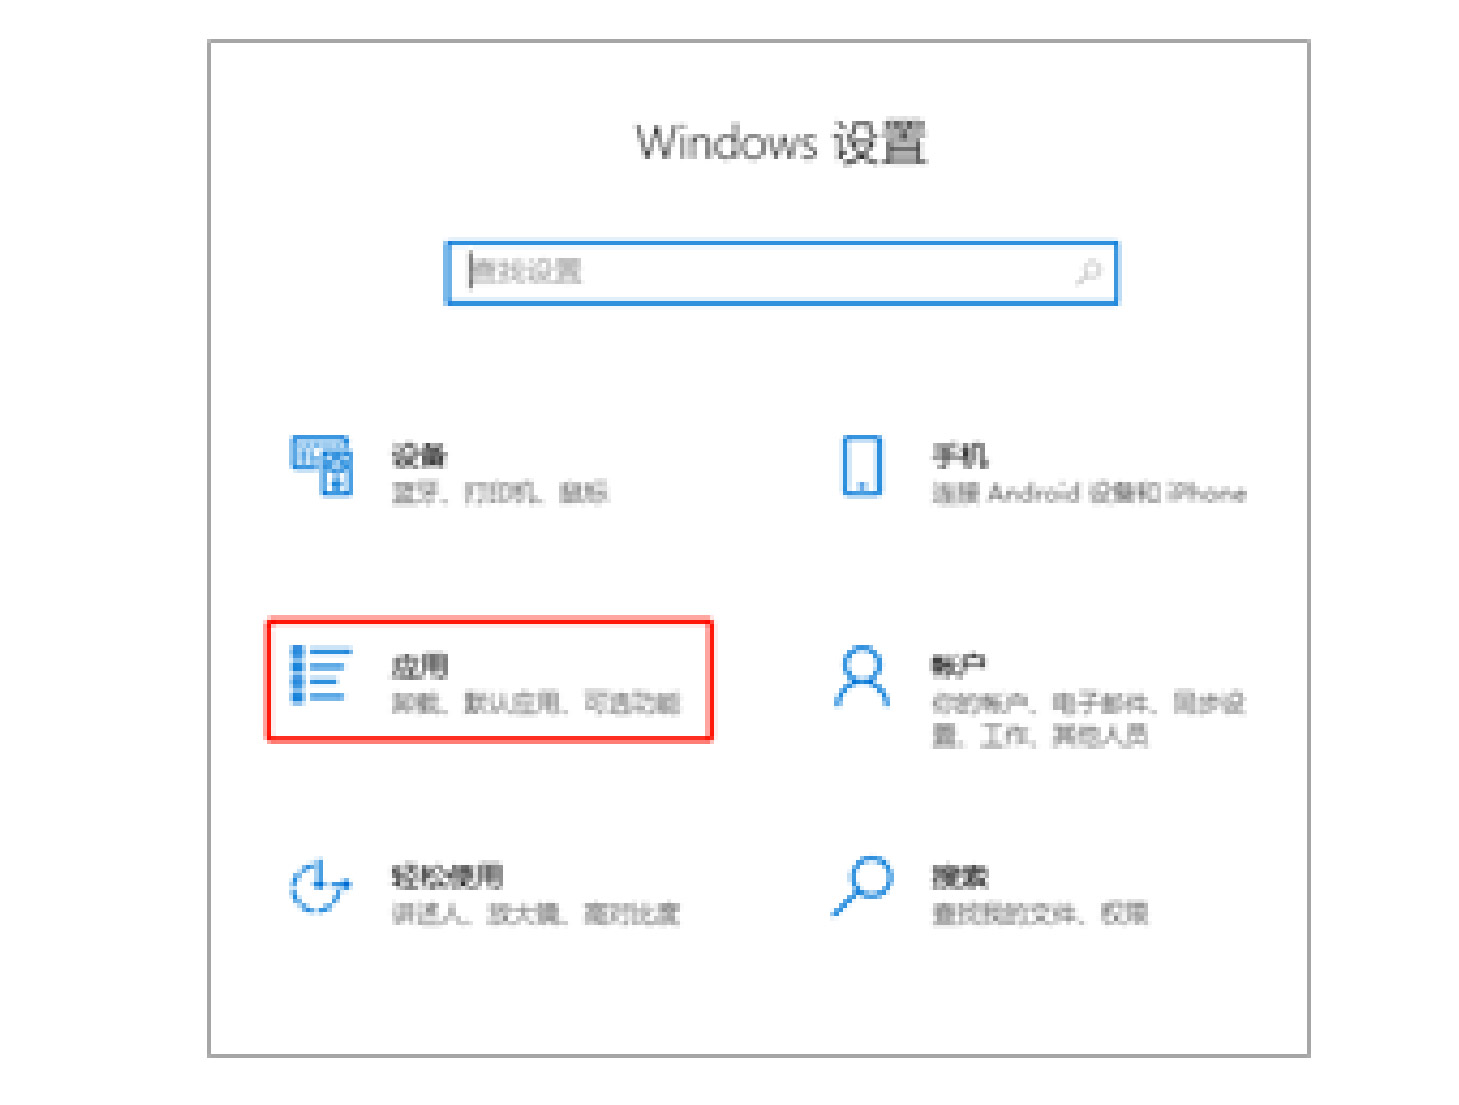 Windows 设置
查找设置
设备
蓝牙、打印机、鼠标
手机
连接 Android 设备和 iPhone
应用
卸载、默认应用、可选功能
帐户
你的帐户、电子邮件、同步设
置、工作、其他人员
轻松使用
讲述人、放大镜、高对比度
搜索
查找我的文件、权限